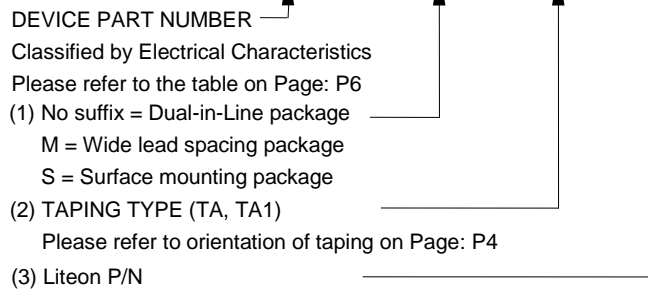 DEVICE PART NUMBER
Classified by Electrical Characteristics
Please refer to the table on Page: P6
(1) No suffix = Dual-in-Line package
M = Wide lead spacing package
S = Surface mounting package
(2) TAPING TYPE (TA, TA1)
Please refer to orientation of taping on Page: P4
(3) Liteon P/N